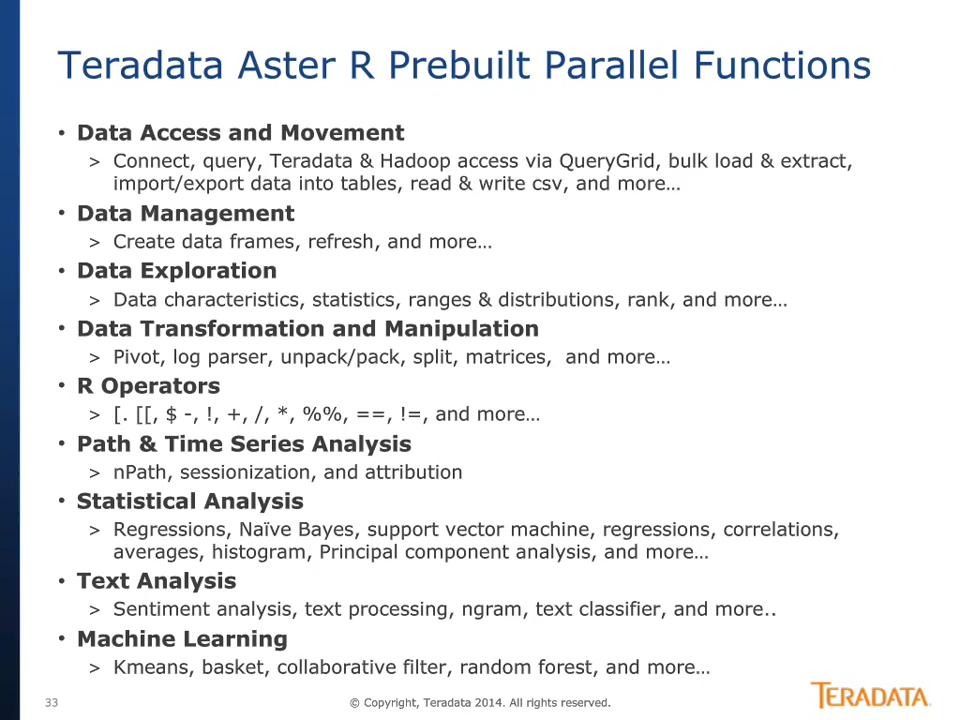 Teradata Aster R Prebuilt Parallel Functions
• Data Access and Movement
> Connect, query, Teradata & Hadoop access via QueryGrid, bulk load & extract,
import/export data into tables, read & write csv, and more…
• Data Management
> Create data frames, refresh, and more…
• Data Exploration
> Data characteristics, statistics, ranges & distributions, rank, and more…
• Data Transformation and Manipulation
> Pivot, log parser, unpack/pack, split, matrices,  and more…
• R Operators
> [. [[, $ -, !, +, /, *, %%, ==, !=, and more…
• Path & Time Series Analysis
> nPath, sessionization, and attribution
• Statistical Analysis
> Regressions, Naïve Bayes, support vector machine, regressions, correlations,
averages, histogram, Principal component analysis, and more…
• Text Analysis
> Sentiment analysis, text processing, ngram, text classifier, and more..
• Machine Learning
> Kmeans, basket, collaborative filter, random forest, and more…
33
© Copyright, Teradata 2014. All rights reserved.
TERADATA